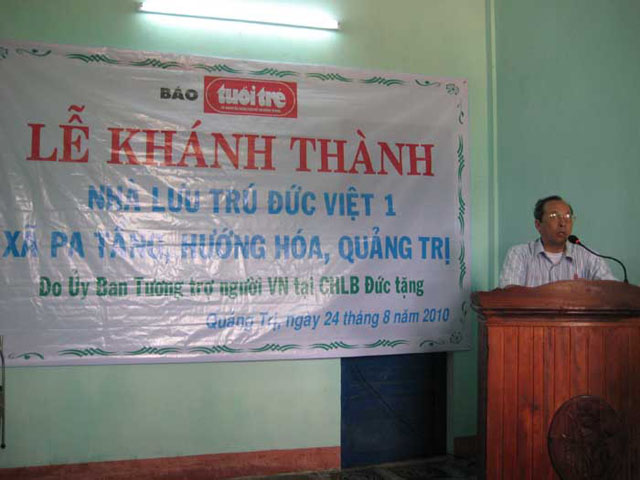 BÁO tuổi trẻ
LỄ KHÁNH THÀNH
NHÀ LƯU TRÚ ĐỨC VIỆT 1
XÃ PA TẦNG, HƯỚNG HÓA, QUẢNG TRỊ
Do Ủy Ban Tương trợ người VN tại CHLB Đức tặng
Quảng Trị, ngày 24 tháng 8 năm 2010